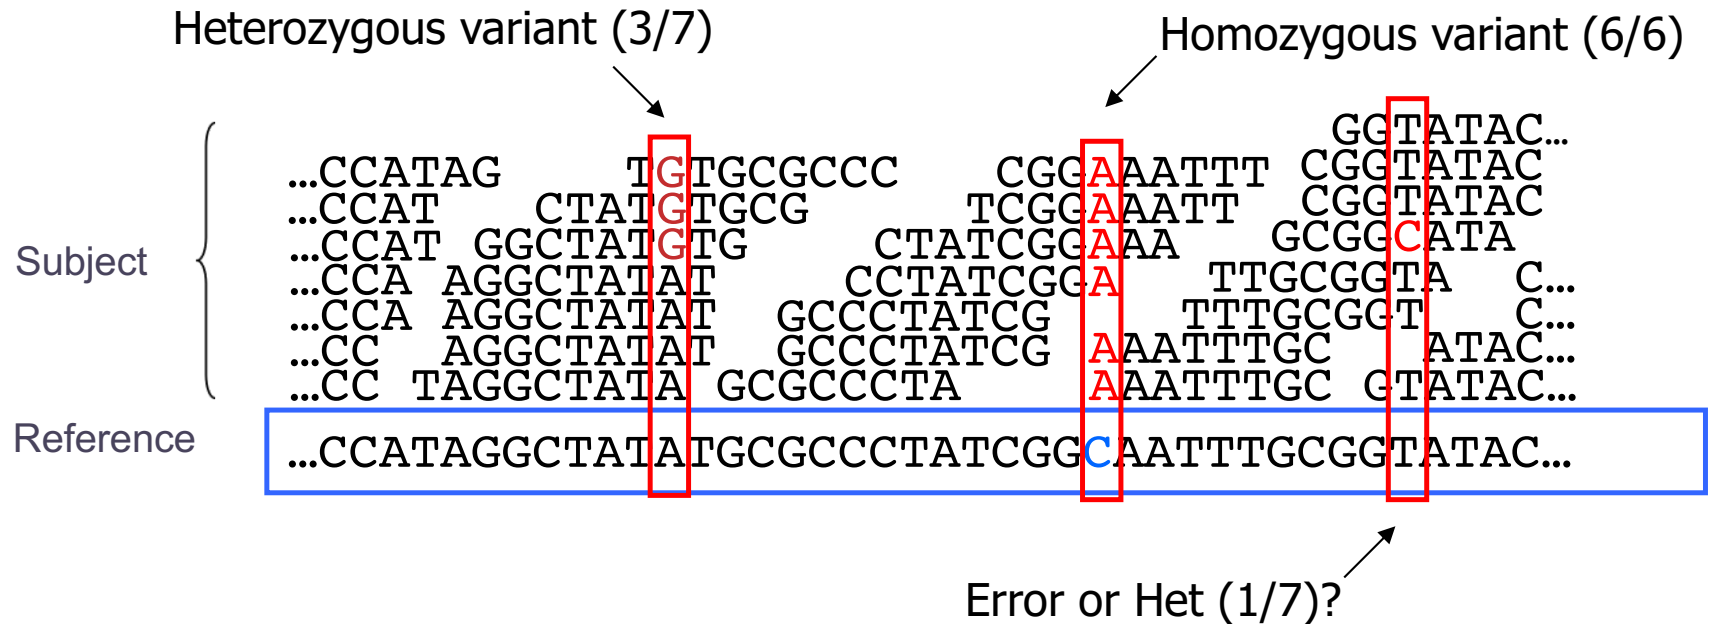 Heterozygous variant (3/7)
Homozygous variant (6/6)
GGTATAC…
…CCATAG TGTGCGCCC CGGAAATTT CGGTATAC
…CCAT CTATGTGCG TCGGAAATT CGGTATAC
…CCAT GGCTATGTG CTATCGGAAA GCGGCATA
Subject
…CCA AGGCTATAT CCTATCGGA TTGCGGTA C…
…CCA AGGCTATAT GCCCTATCG TTTGCGGT C…
…CC AGGCTATAT GCCCTATCG AAATTTGC ATAC…
…CC TAGGCTATA GCGCCCTA AAATTTGC GTATAC…
Reference
…CCATAGGCTATATGCGCCCTATCGGCAATTTGCGGTATAC…
Error or Het (1/7)?